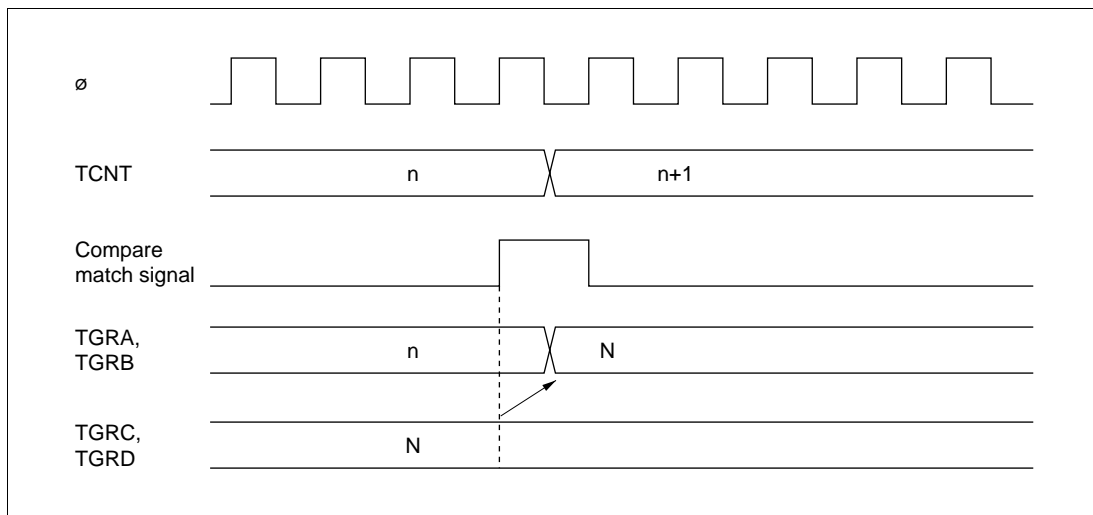 ø
TCNT
n
n+1
Compare
match signal
TGRA,
TGRB
n
N
TGRC,
TGRD
N